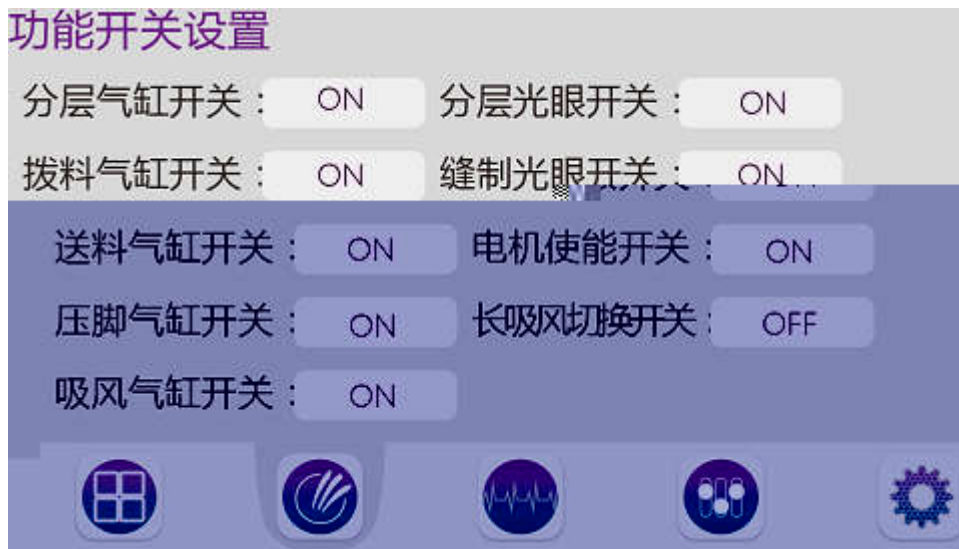 功能开关设置
分层气缸开关： ON 分层光眼开关： ON
拨料气缸开关： ON 缝制光眼开关： ON
送料气缸开关： ON 电机使能开关： ON
压脚气缸开关： ON 长吸风切换开关： OFF
吸风气缸开关： ON